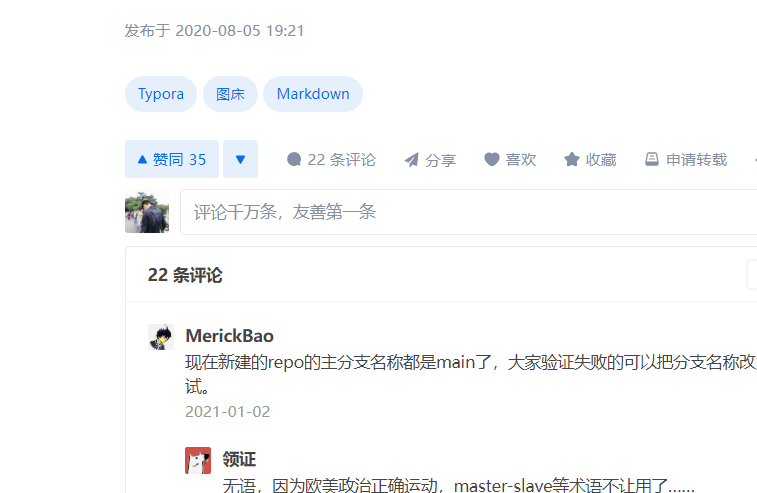 发布于 2020-08-05 19:21
Typora 图床 Markdown
赞同 35 22 条评论 分享 喜欢 收藏 申请转载
评论千万条，友善第一条
22 条评论
MerickBao
现在新建的repo的主分支名称都是main了，大家验证失败的可以把分支名称改
试。
2021-01-02
领证
无语，因为欧美政治正确运动，master-slave等术语不让用了……